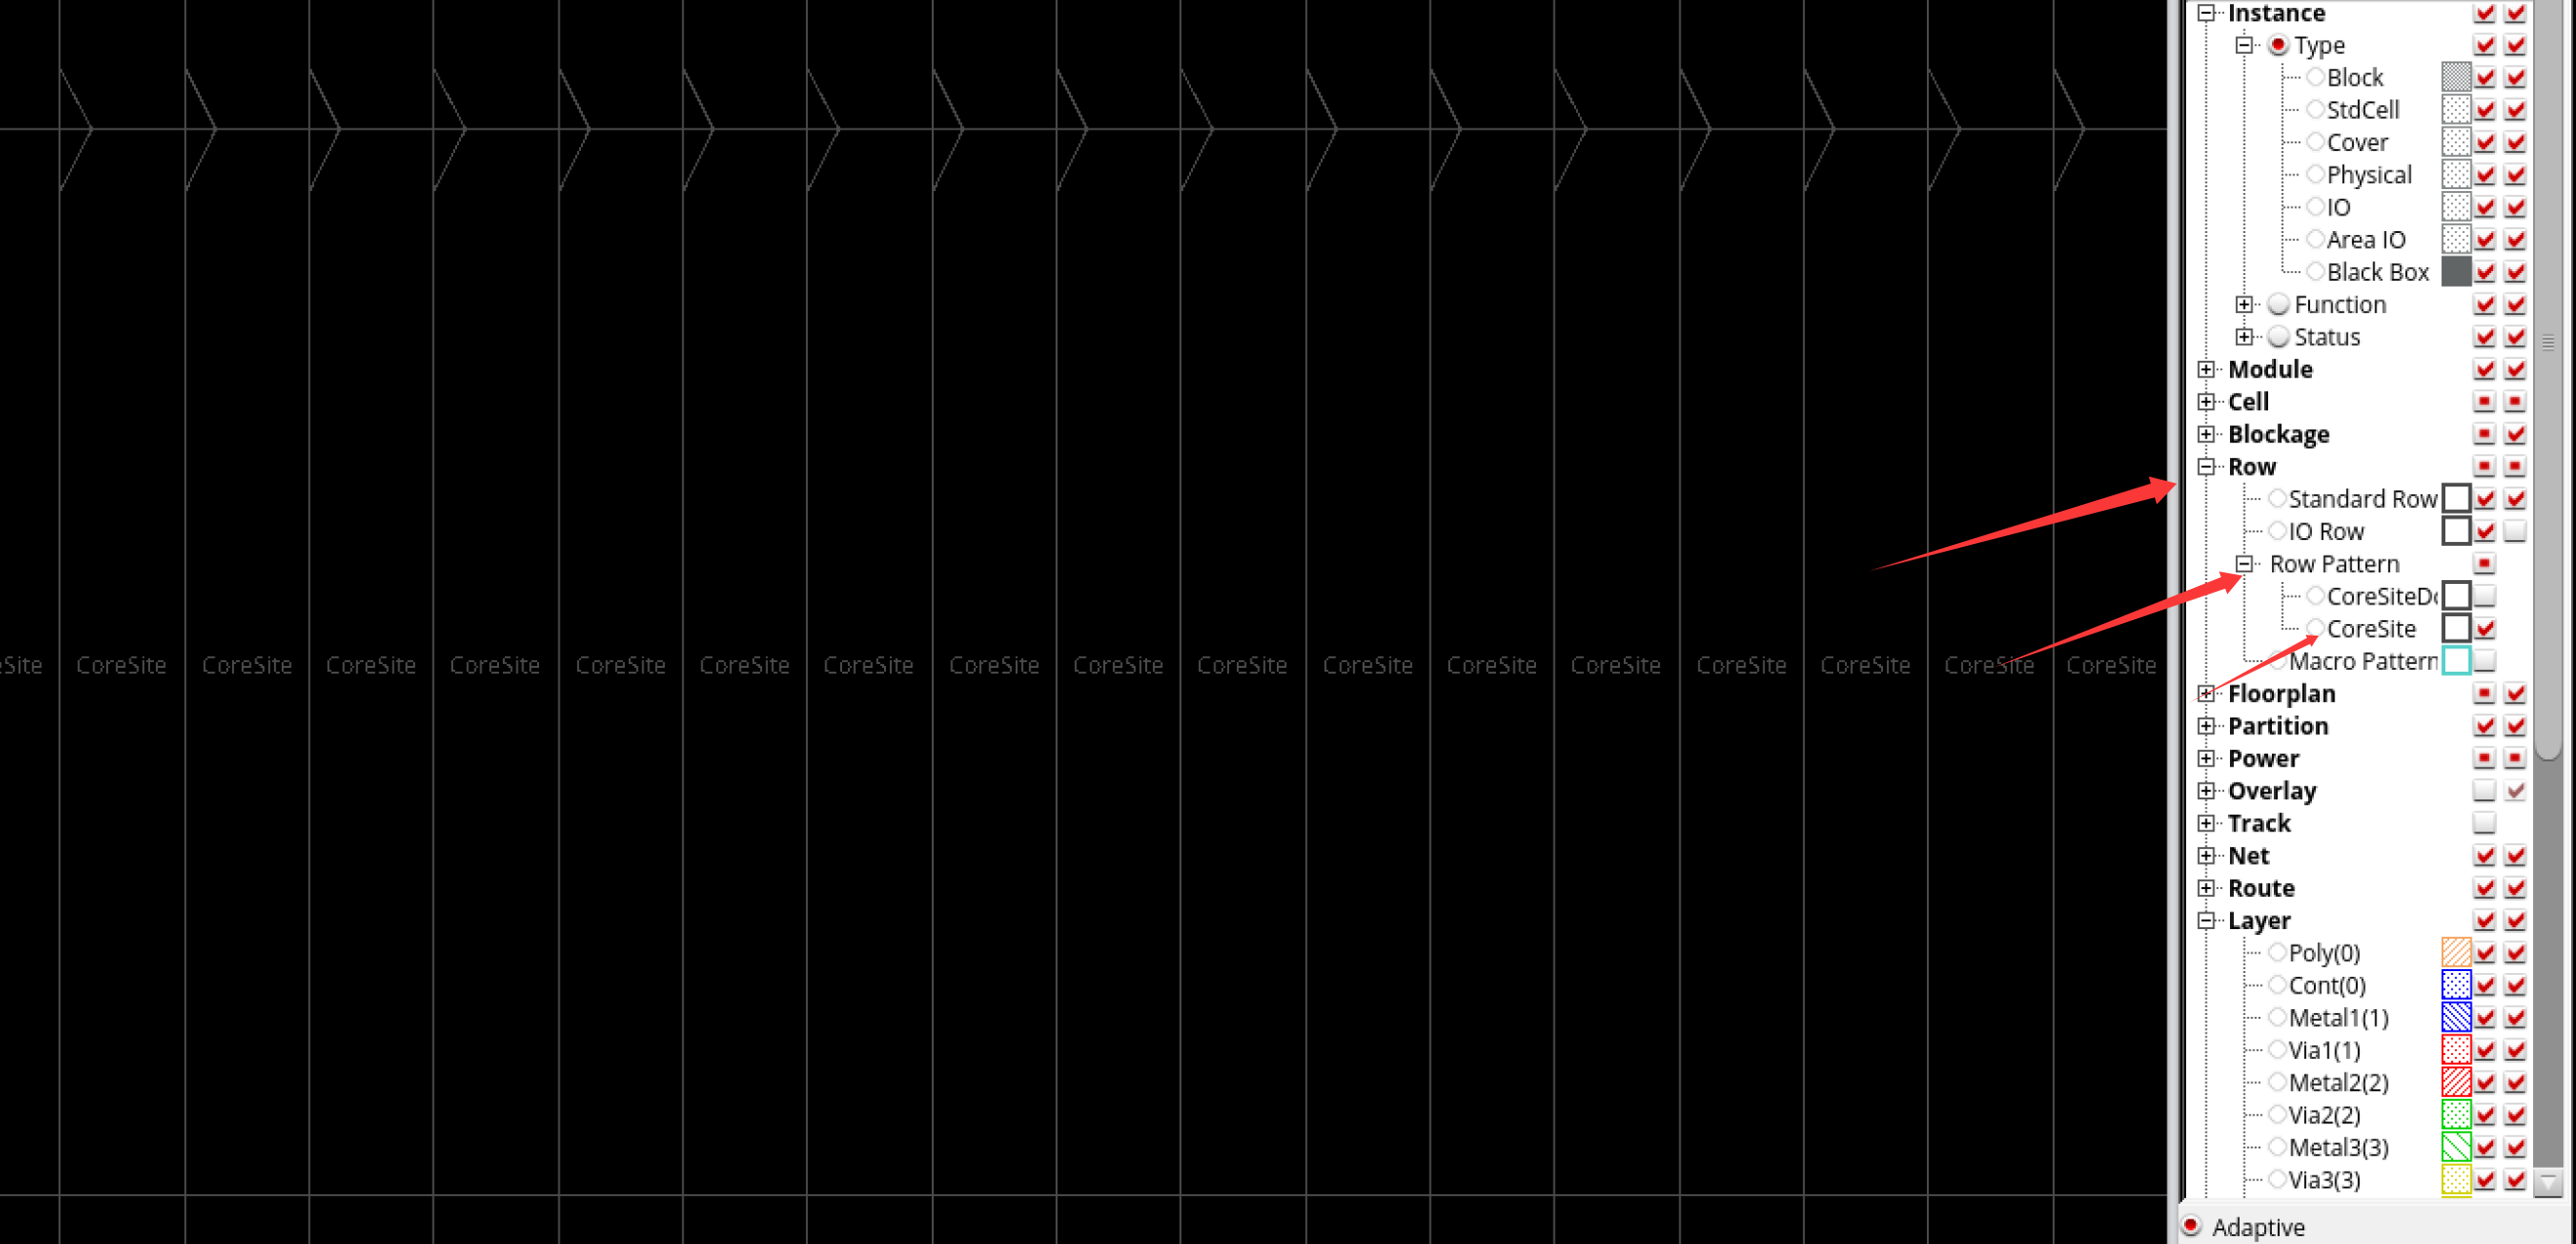 Instance
Type
Block
StdCell
Cover
Physical
IO
Area IO
Black Box
Function
Status
Module
Cell
Blockage
Row
Standard Row
IO Row
Row Pattern
CoreSiteD
CoreSite
Macro Pattern
Floorplan
Partition
Power
Overlay
Track
Net
Route
Layer
Poly(0)
Cont(0)
Metal1(1)
Via1(1)
Metal2(2)
Via2(2)
Metal3(3)
Via3(3)
Adaptive
Site CoreSite CoreSite CoreSite CoreSite CoreSite CoreSite CoreSite CoreSite CoreSite CoreSite CoreSite CoreSite CoreSite CoreSite CoreSite CoreSite